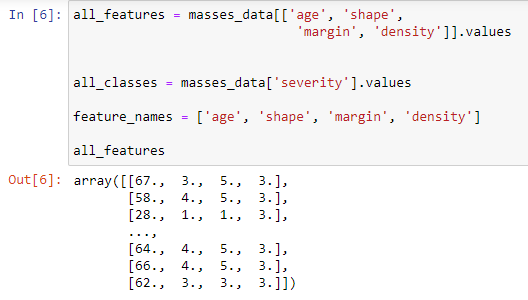 In [6]: all_features = masses_data[['age', 'shape',
                             'margin', 'density']].values
all_classes = masses_data['severity'].values
feature_names = ['age', 'shape', 'margin', 'density']
all_features
Out[6]: array([[67.,  3.,  5.,  3.],
       [58.,  4.,  5.,  3.],
       [28.,  1.,  1.,  3.],
       ...,
       [64.,  4.,  5.,  3.],
       [66.,  4.,  5.,  3.],
       [62.,  3.,  3.,  3.]])